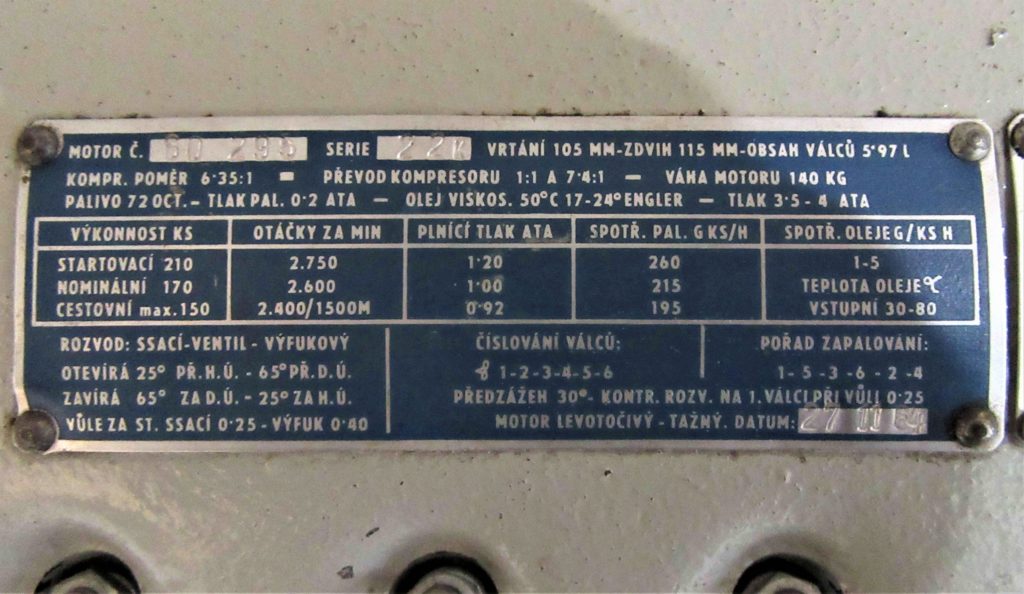 MOTOR Č. 60 296 SERIE 22K VRTÁNÍ 105 MM-ZDVIH 115 MM-OBSAH VÁLCŮ 5·97 L
KOMPR. POMĚR 6·35:1 – PŘEVOD KOMPRESORU 1:1 A 7·4:1 — VÁHA MOTORU 140 KG
PALIVO 72 OCT. – TLAK PAL. 0·2 ATA — OLEJ VISKOS. 50°C 17-24° ENGLER — TLAK 3·5-4 ATA
VÝKONNOST KS OTÁČKY ZA MIN PLNÍCÍ TLAK ATA SPOTŘ. PAL. G KS/H SPOTŘ. OLEJE G/KS H
STARTOVACÍ 210 2.750 1·20 260 1-5
NOMINÁLNÍ 170 2.600 1·00 215 TEPLOTA OLEJE °C
CESTOVNÍ max. 150 2.400/1500M 0·92 195 VSTUPNÍ 30-80
ROZVOD: SSACÍ-VENTIL - VÝFUKOVÝ
OTEVÍRÁ 25° PŘ.H.Ú. - 65° PŘ.D.Ú.
ZAVÍRÁ 65° ZA D.Ú. - 25° ZA H.Ú.
VŮLE ZA ST. SSACÍ 0·25 - VÝFUK 0·40
ČÍSLOVÁNÍ VÁLCŮ:
1-2-3-4-5-6
POŘAD ZAPALOVÁNÍ:
1-5-3-6-2-4
PŘEDZÁŽEH 30° - KONTR. ROZV. NA 1. VÁLCI PŘI VŮLI 0·25
MOTOR LEVOTOČIVÝ - TAŽNÝ. DATUM: 27